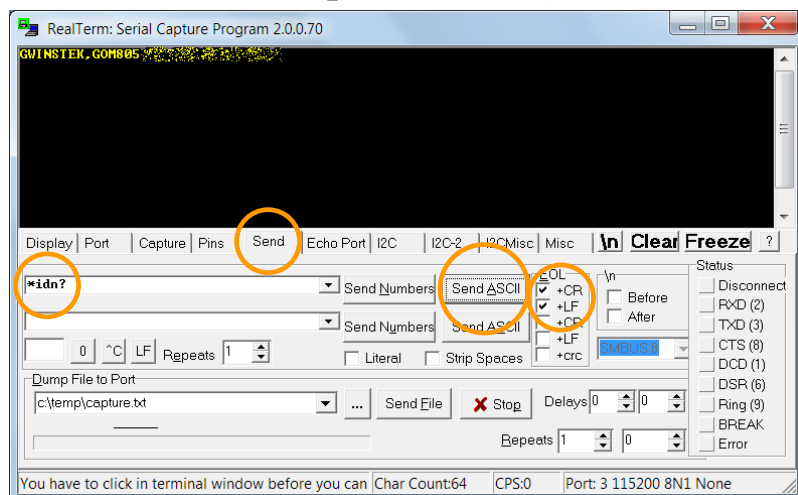 RealTerm: Serial Capture Program 2.0.0.70
GWINSTEK,GOM805
Display Port Capture Pins Send Echo Port I2C I2C-2 I2CMisc Misc \n Clear Freeze ?
*idn? Send Numbers Send ASCII
Send Numbers Send ASCII
0 ^C LF Repeats 1 Literal Strip Spaces
EOL
+CR
+LF
+CR
+LF
+crc
\n
Before
After
SMBUS 8
Status
Disconnect
RXD (2)
TXD (3)
CTS (8)
DCD (1)
DSR (6)
Ring (9)
BREAK
Error
Dump File to Port
c:\temp\capture.txt ... Send File X Stop Delays 0 0
Repeats 1 0
You have to click in terminal window before you can Char Count:64 CPS:0 Port: 3 115200 8N1 None